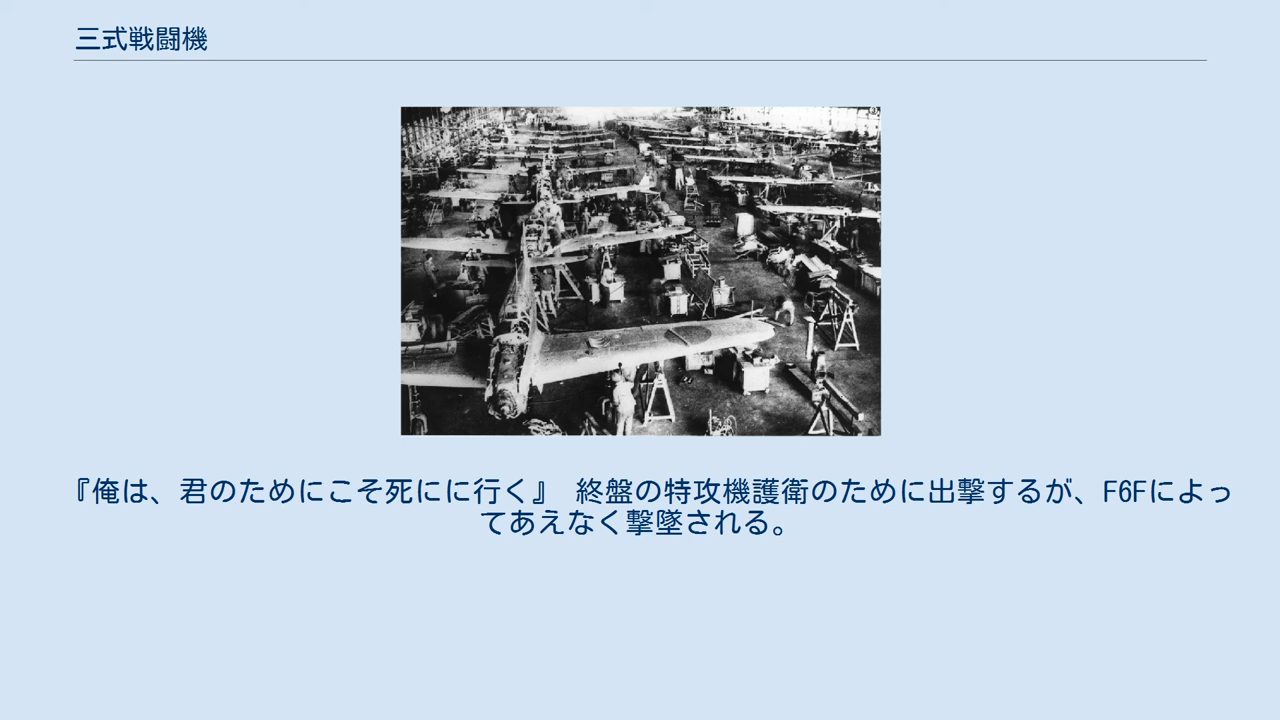 三式戦闘機
『俺は、君のためにこそ死にに行く』　終盤の特攻機護衛のために出撃するが、F6Fによっ
てあえなく撃墜される。